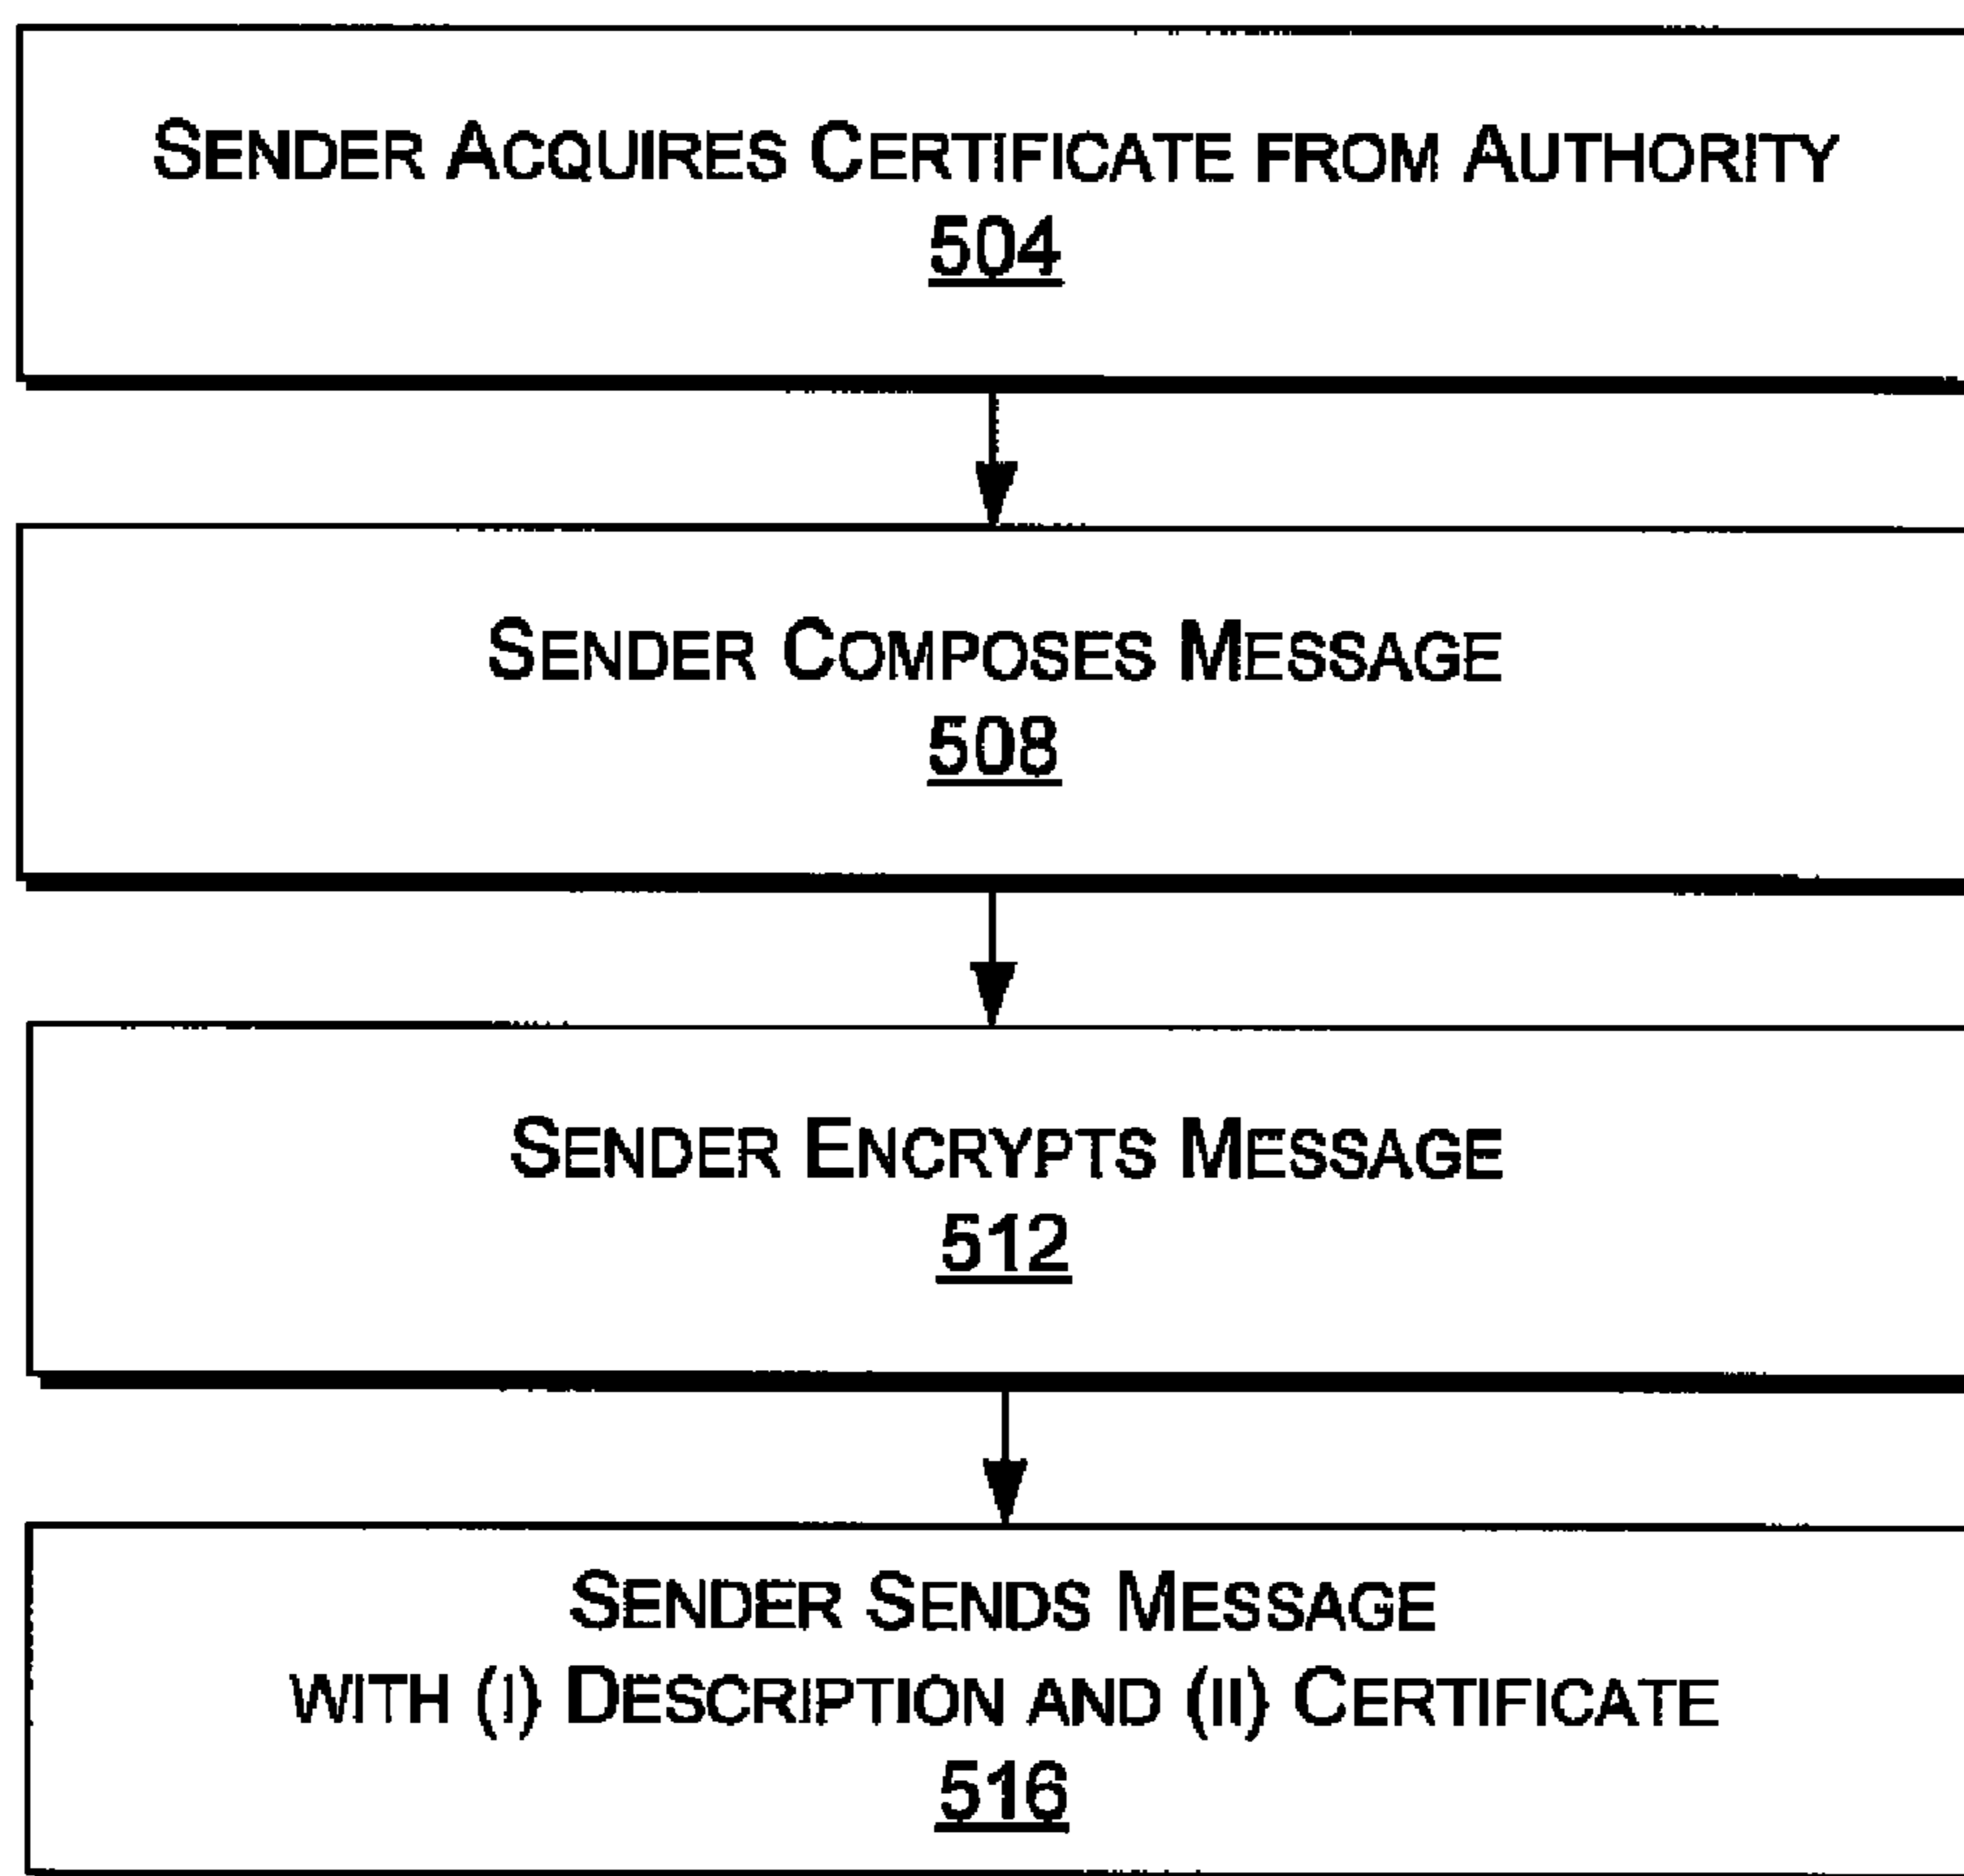 SENDER ACQUIRES CERTIFICATE FROM AUTHORITY
504
SENDER COMPOSES MESSAGE
508
SENDER ENCRYPTS MESSAGE
512
SENDER SENDS MESSAGE
WITH (I) DESCRIPTION AND (II) CERTIFICATE
516